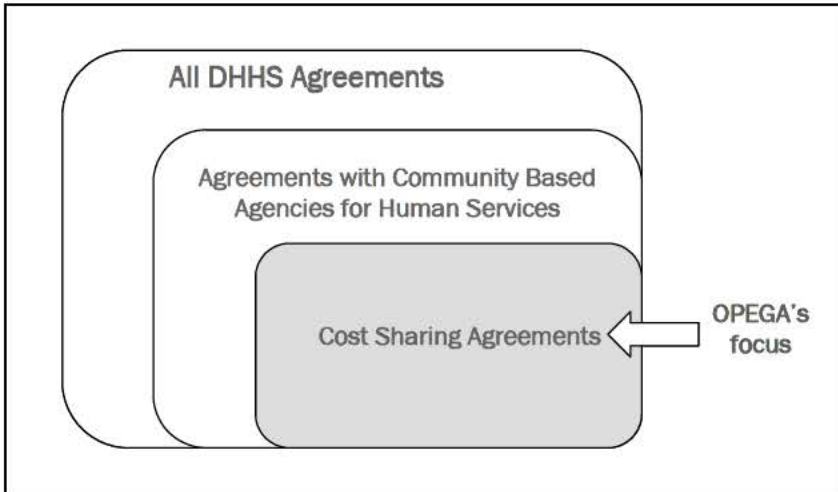 All DHHS Agreements
Agreements with Community Based
Agencies for Human Services
Cost Sharing Agreements
OPEGA's
focus